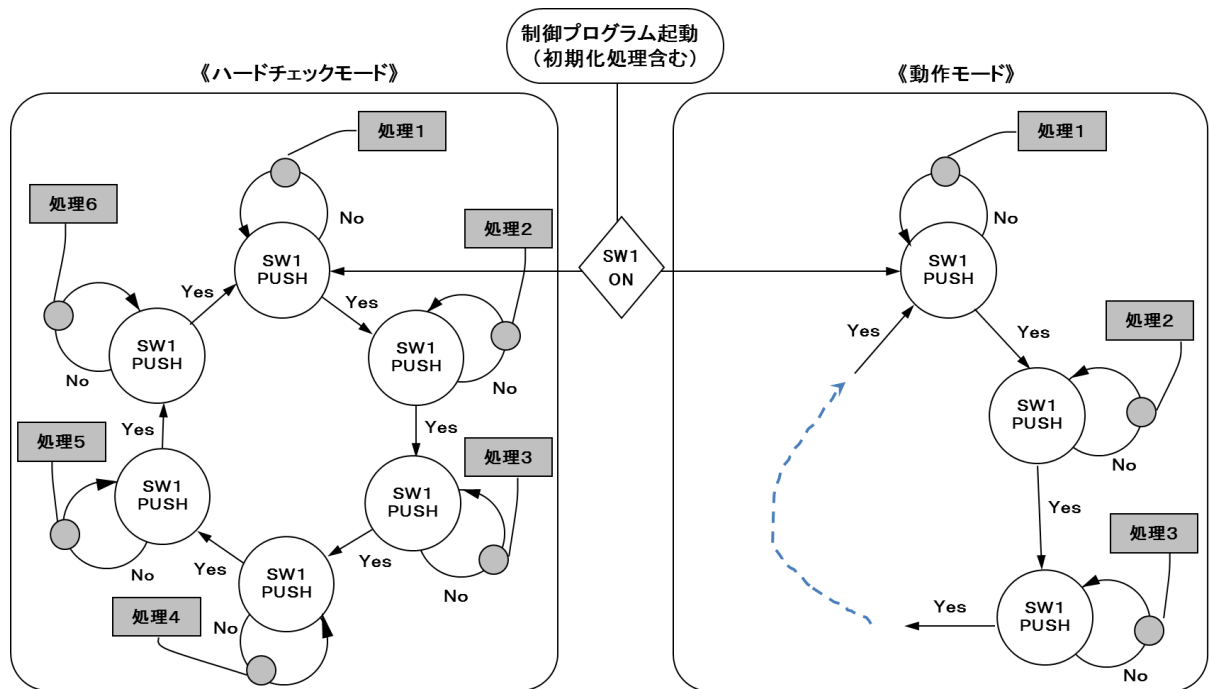 制御プログラム起動
（初期化処理含む）
《ハードチェックモード》
《動作モード》
SW1
ON
処理1
No
SW1
PUSH
Yes
処理2
SW1
PUSH
No
Yes
処理3
SW1
PUSH
No
Yes
SW1
PUSH
No
処理4
Yes
処理5
SW1
PUSH
No
Yes
処理6
SW1
PUSH
No
Yes
処理1
No
SW1
PUSH
Yes
処理2
SW1
PUSH
No
Yes
処理3
SW1
PUSH
No
Yes
Yes